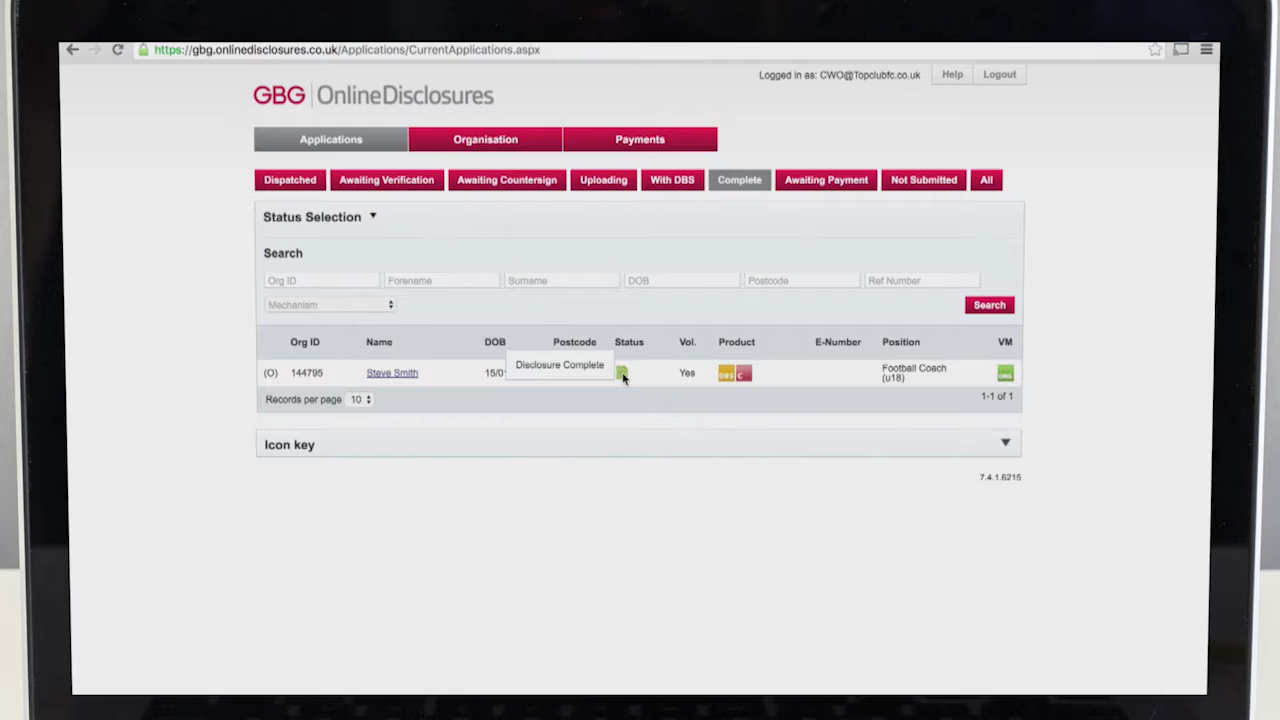 https://gbg.onlinedisclosures.co.uk/Applications/CurrentApplications.aspx
Logged in as: CWO@Topclubfc.co.uk Help Logout
GBG | OnlineDisclosures
Applications Organisation Payments
Dispatched Awaiting Verification Awaiting Countersign Uploading With DBS Complete Awaiting Payment Not Submitted All
Status Selection
Search
Org ID Forename Surname DOB Postcode Ref Number
Mechanism
Search
Org ID Name DOB Postcode Status Vol. Product E-Number Position VM
Disclosure Complete
(O) 144795 Steve Smith 15/0 Yes DBS C Football Coach
(u18)
Records per page 10 1-1 of 1
Icon key
7.4.1.6215